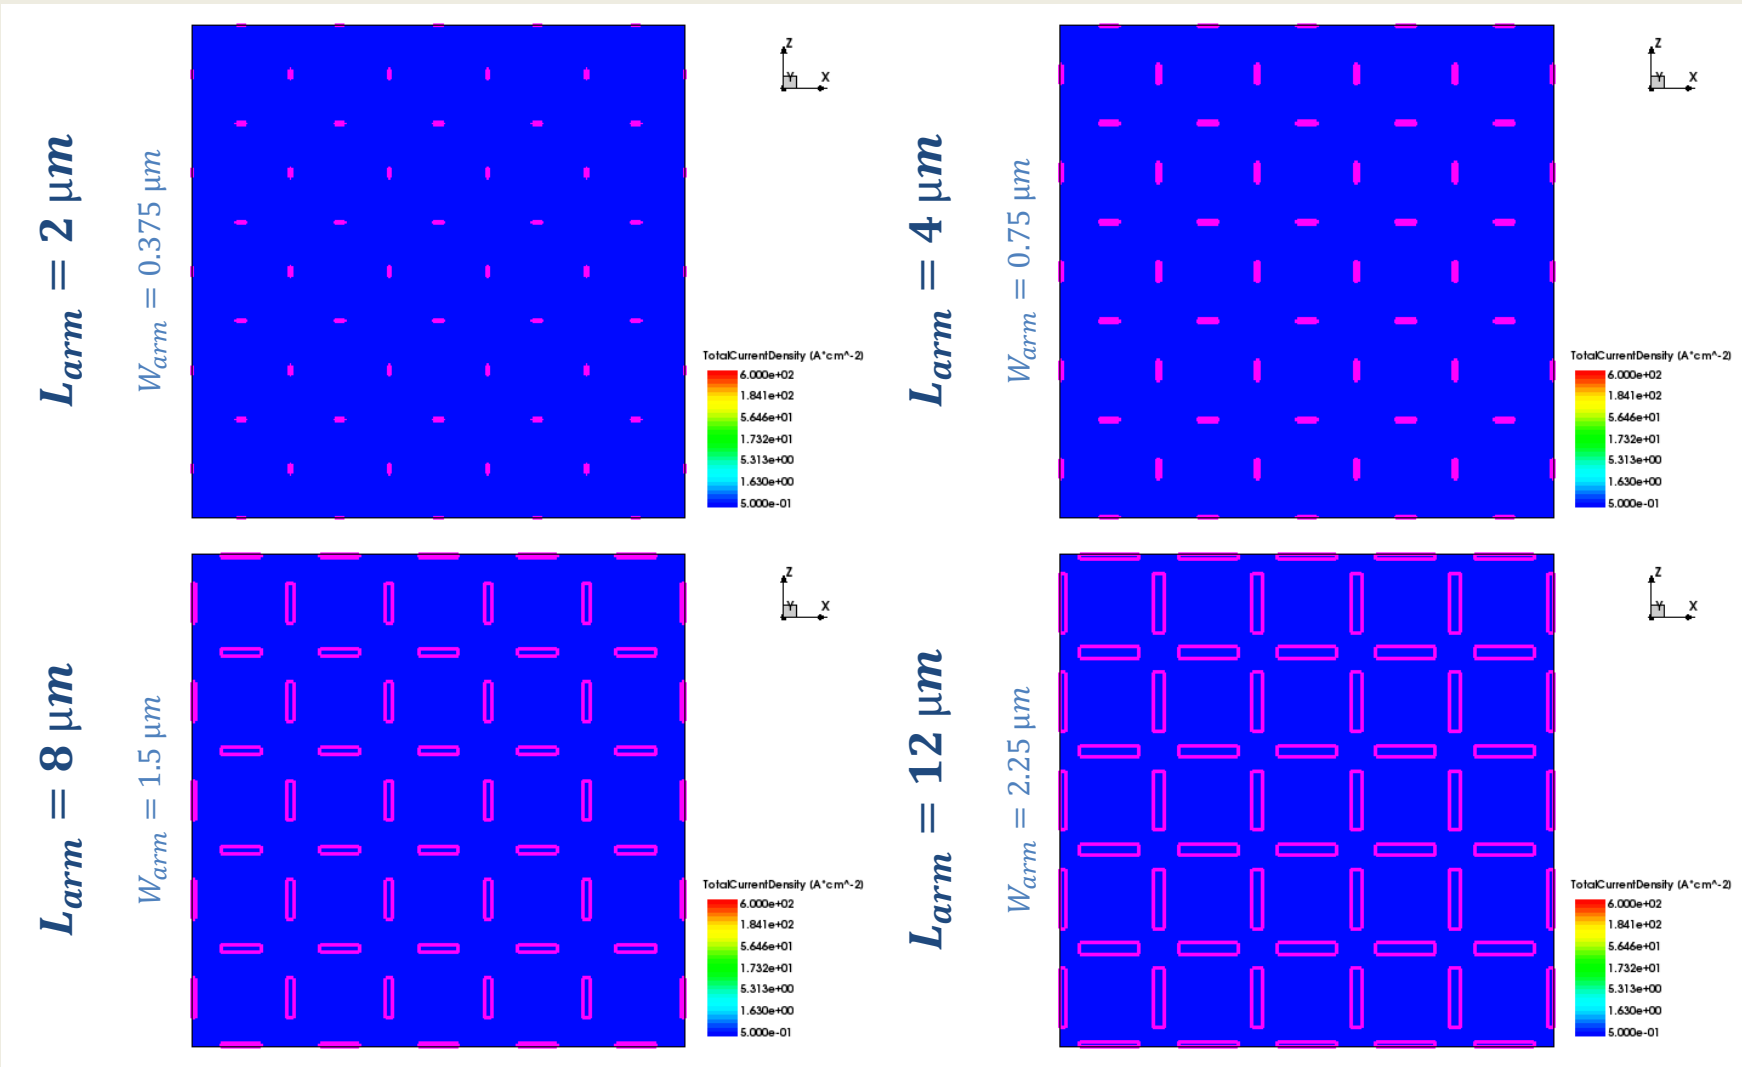 L_arm = 2 μm
W_arm = 0.375 μm
Z
Y X
TotalCurrentDensity (A*cm^-2)
6.000e+02
1.841e+02
5.646e+01
1.732e+01
5.313e+00
1.630e+00
5.000e-01
L_arm = 4 μm
W_arm = 0.75 μm
Z
Y X
TotalCurrentDensity (A*cm^-2)
6.000e+02
1.841e+02
5.646e+01
1.732e+01
5.313e+00
1.630e+00
5.000e-01
L_arm = 8 μm
W_arm = 1.5 μm
Z
Y X
TotalCurrentDensity (A*cm^-2)
6.000e+02
1.841e+02
5.646e+01
1.732e+01
5.313e+00
1.630e+00
5.000e-01
L_arm = 12 μm
W_arm = 2.25 μm
Z
Y X
TotalCurrentDensity (A*cm^-2)
6.000e+02
1.841e+02
5.646e+01
1.732e+01
5.313e+00
1.630e+00
5.000e-01